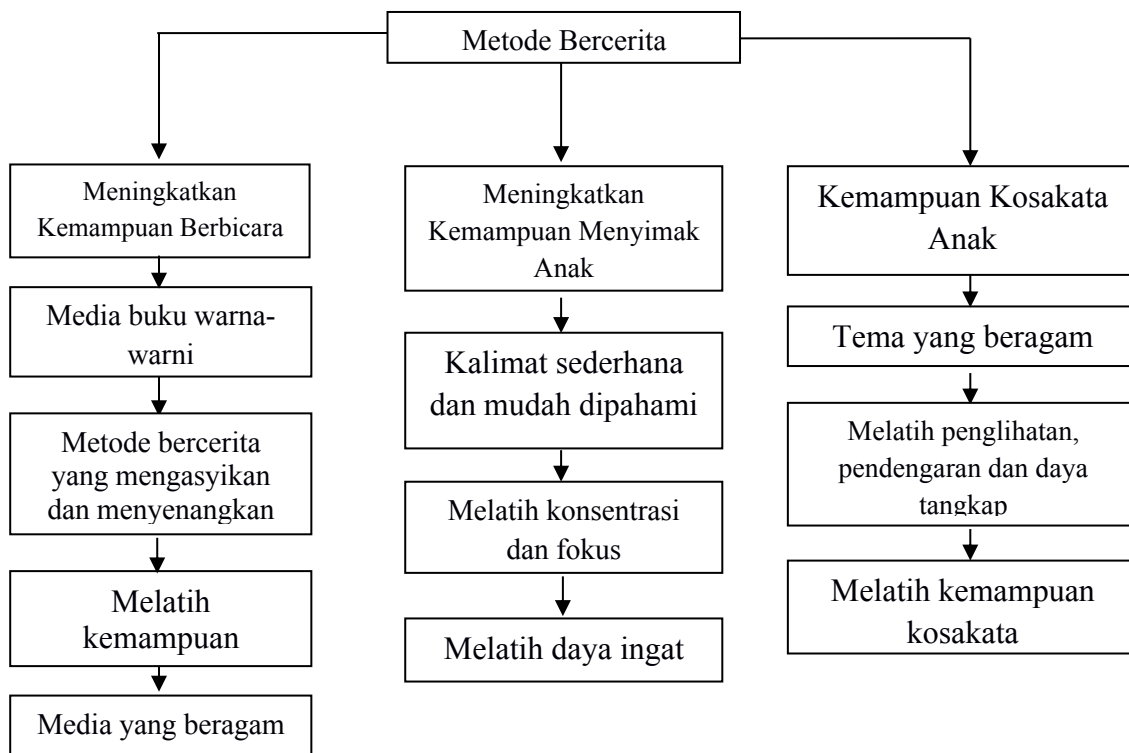 Metode Bercerita
Meningkatkan
Kemampuan Berbicara
Media buku warna-
warni
Metode bercerita
yang mengasyikan
dan menyenangkan
Melatih
kemampuan
Media yang beragam
Meningkatkan
Kemampuan Menyimak
Anak
Kalimat sederhana
dan mudah dipahami
Melatih konsentrasi
dan fokus
Melatih daya ingat
Kemampuan Kosakata
Anak
Tema yang beragam
Melatih penglihatan,
pendengaran dan daya
tangkap
Melatih kemampuan
kosakata